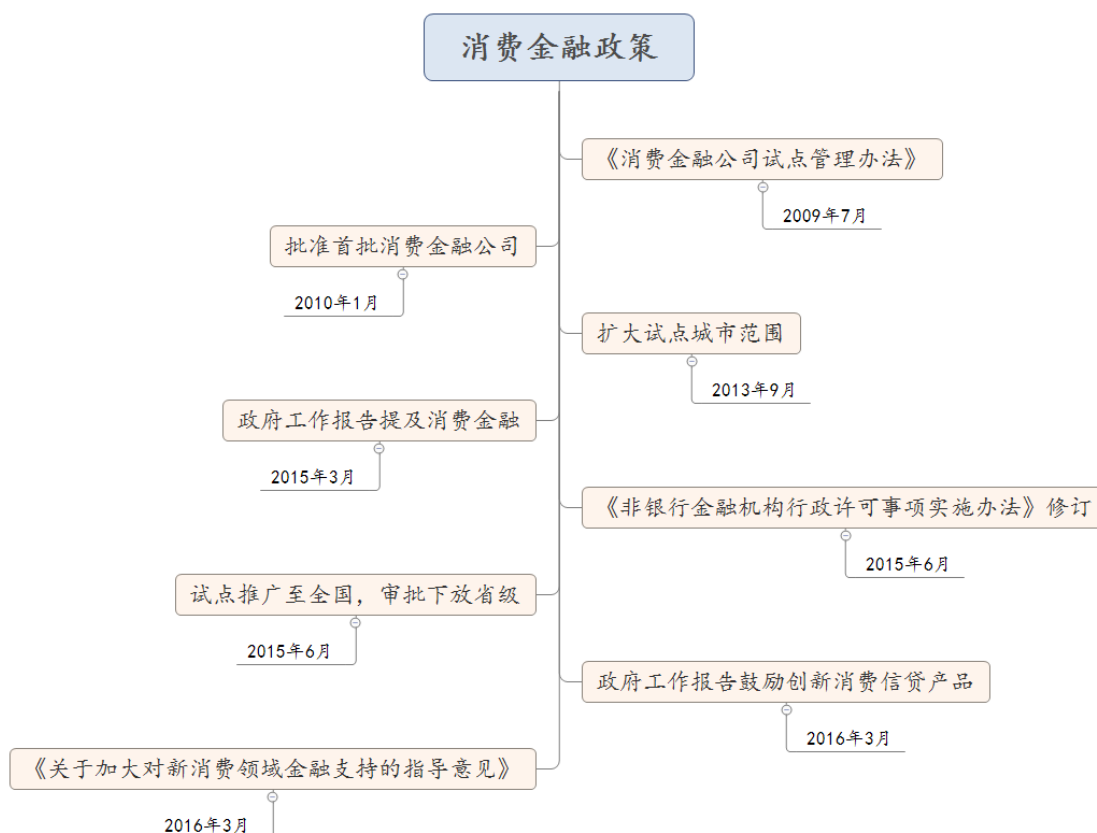 消费金融政策
《消费金融公司试点管理办法》
2009年7月
批准首批消费金融公司
2010年1月
扩大试点城市范围
2013年9月
政府工作报告提及消费金融
2015年3月
《非银行金融机构行政许可事项实施办法》修订
2015年6月
试点推广至全国，审批下放省级
2015年6月
政府工作报告鼓励创新消费信贷产品
2016年3月
《关于加大对新消费领域金融支持的指导意见》
2016年3月